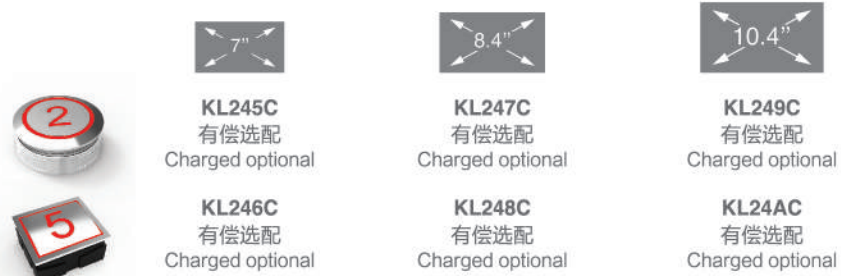 7"
8.4"
10.4"
2
KL245C
KL247C
KL249C
有偿选配
有偿选配
有偿选配
Charged optional
Charged optional
Charged optional
5
KL246C
KL248C
KL24AC
有偿选配
有偿选配
有偿选配
Charged optional
Charged optional
Charged optional